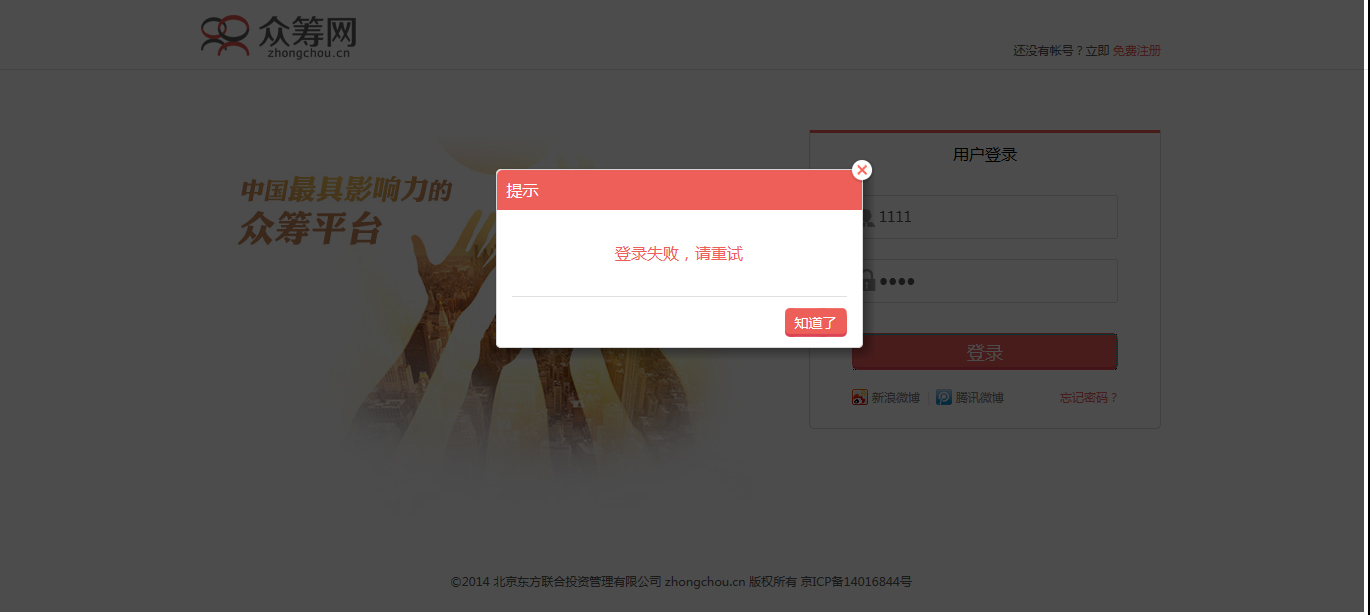 众筹网
zhongchou.cn
还没有帐号？立即 免费注册
中国最具影响力的
众筹平台
用户登录
1111
提示
登录失败，请重试
知道了
登录
新浪微博
腾讯微博
忘记密码？
©2014 北京东方联合投资管理有限公司 zhongchou.cn 版权所有 京ICP备14016844号